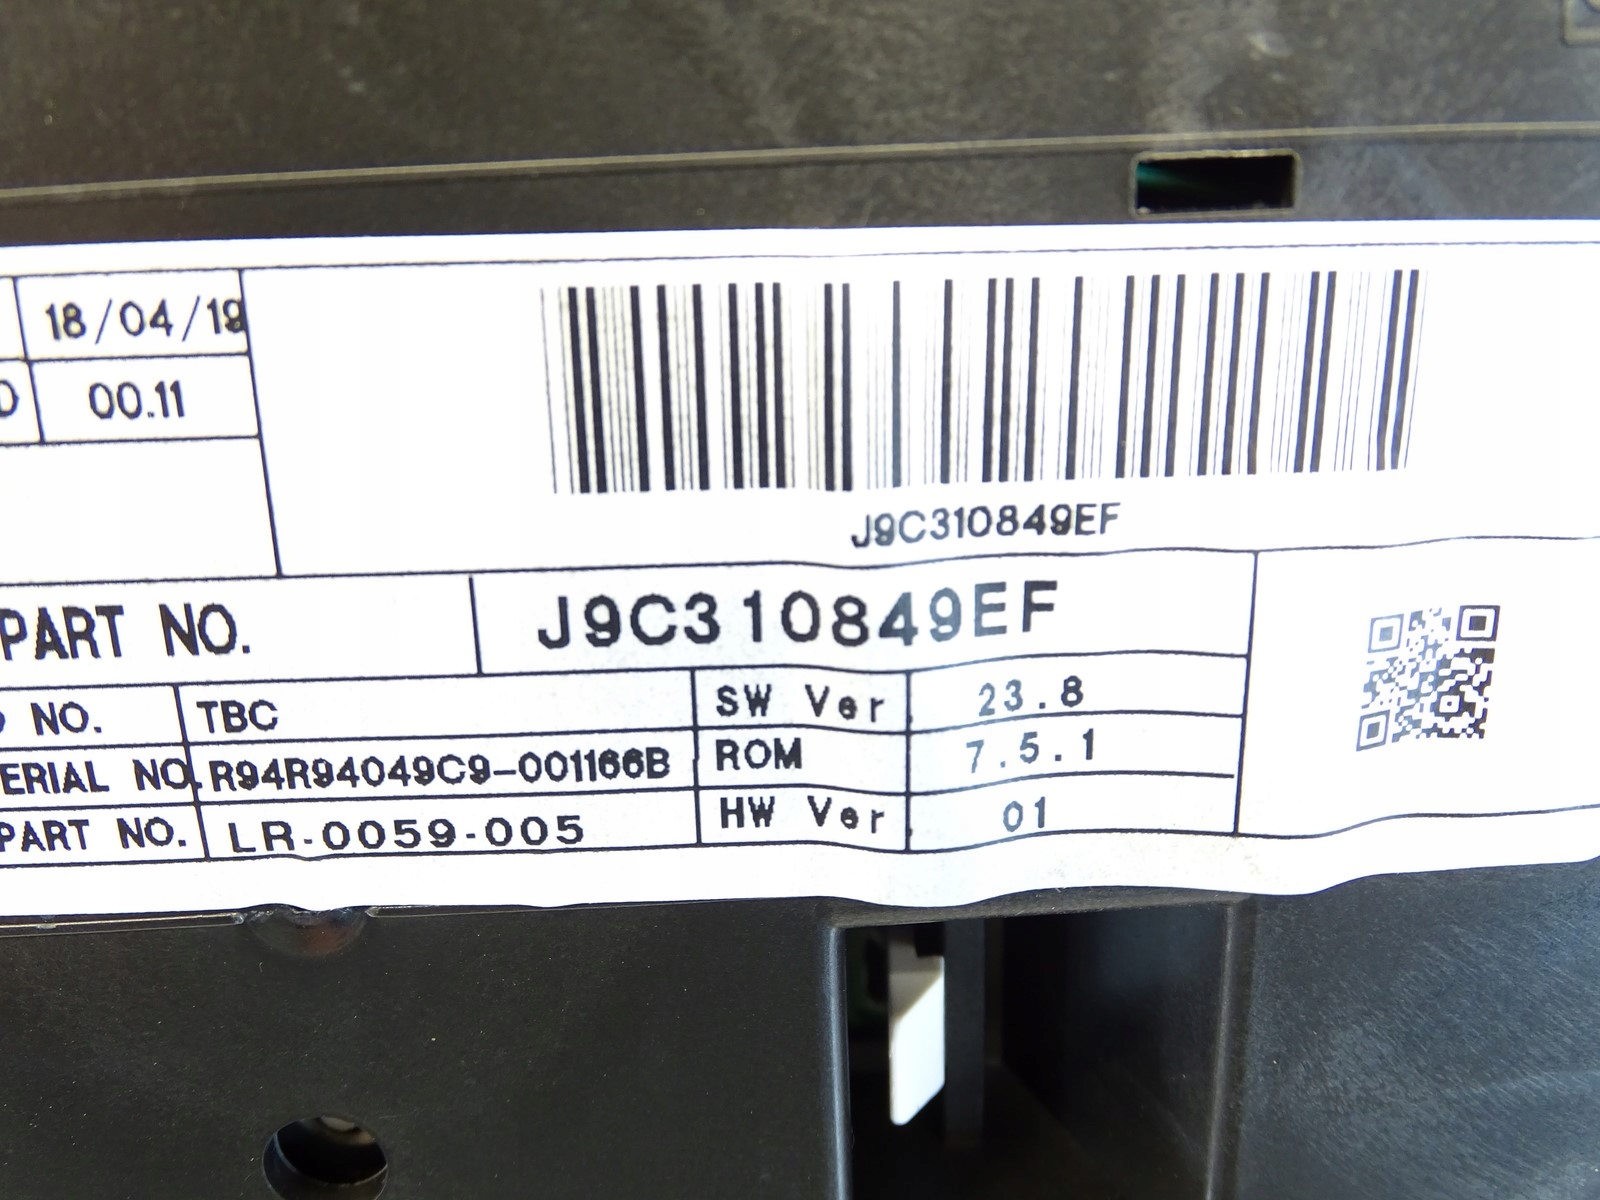 18/04/19
D 00.11
J9C310849EF
PART NO. J9C310849EF
NO. TBC SW Ver 23.8
ERIAL NO. R94R94049C9-001166B ROM 7.5.1
PART NO. LR-0059-005 HW Ver 01